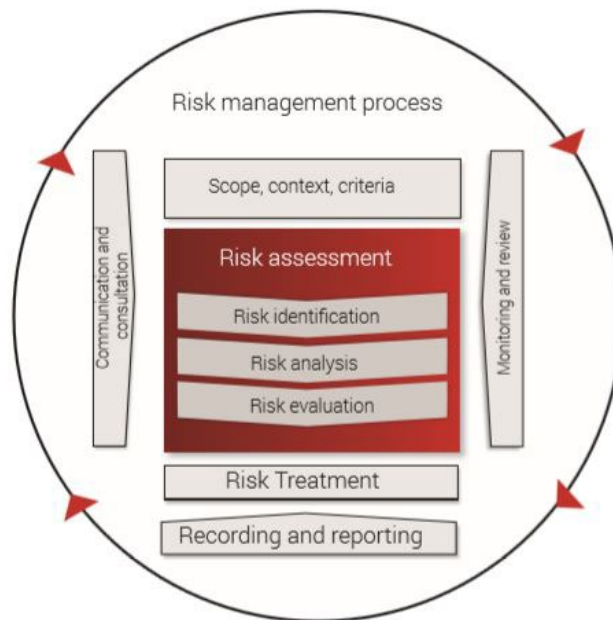 Risk management process
Scope, context, criteria
Communication and
consultation
Risk assessment
Risk identification
Risk analysis
Risk evaluation
Monitoring and review
Risk Treatment
Recording and reporting